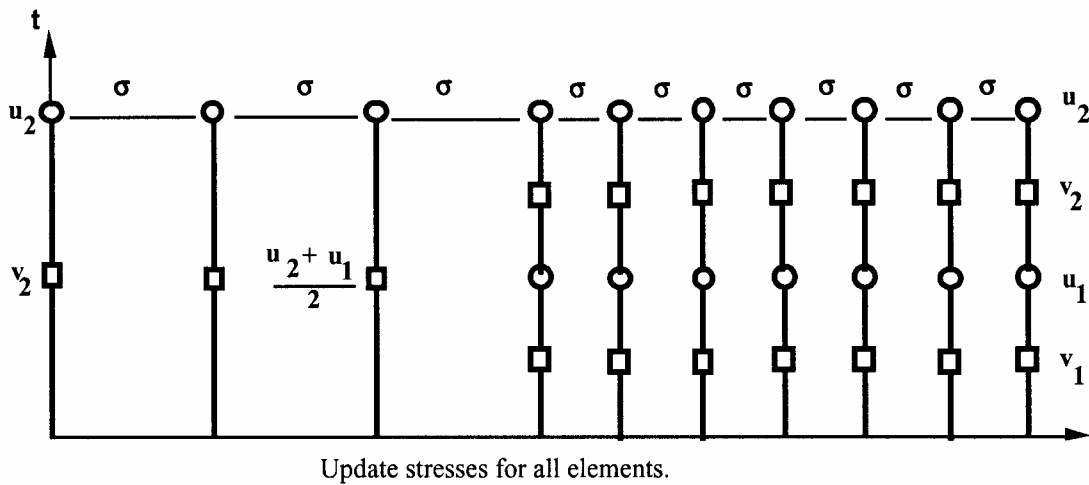 t
σ σ σ σ σ σ σ σ σ
u₂ u₂
v₂
v₂ u₂ + u₁
2
u₁
v₁
Update stresses for all elements.